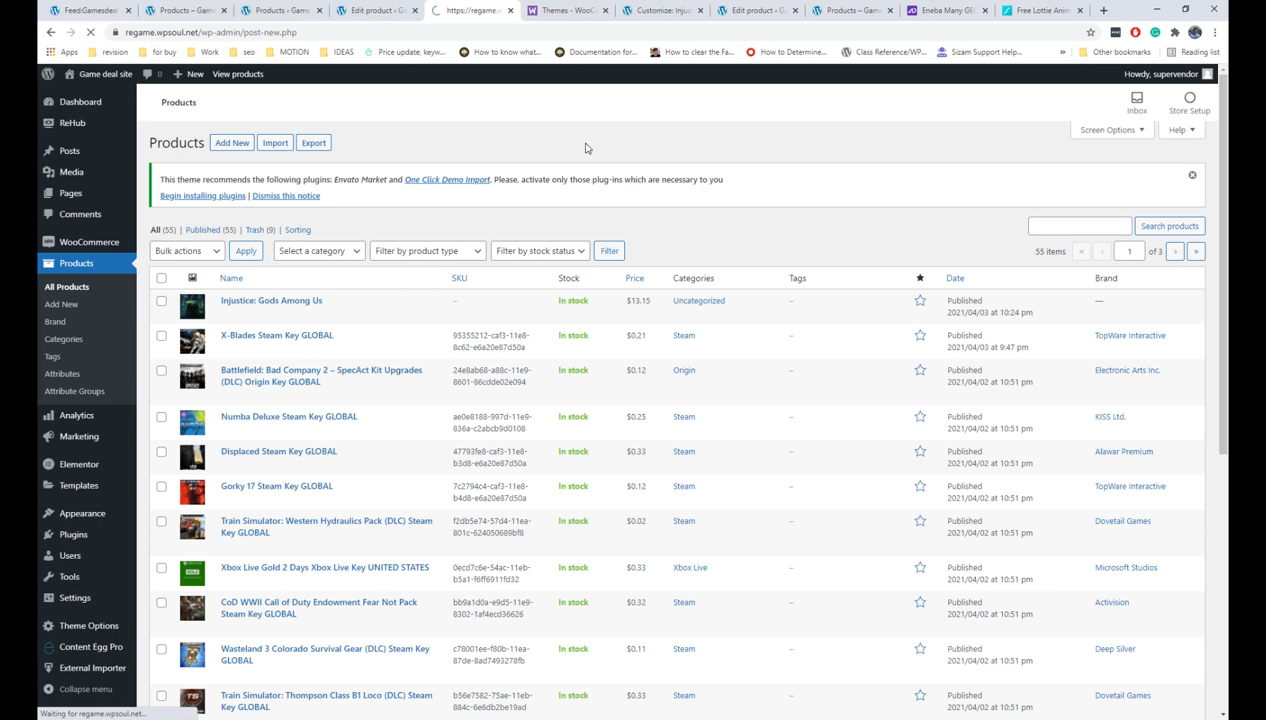 Feed:Gamesdeal
Products – Game
Products ‹ Game
Edit product ‹ Ga
https://regame.w
Themes - WooCo
Customize: Injus
Edit product ‹ Ga
Products – Game
Eneba Many GEO
Free Lottie Anim
regame.wpsoul.net/wp-admin/post-new.php
Apps revision for buy Work seo MOTION IDEAS Price update, keyw... How to know what... Documentation for... How to clear the Fa... How to Determine... Class Reference/WP... Sizam Support Help... » Other bookmarks Reading list
Game deal site 0 New View products Howdy, supervendor
Products
Inbox
Store Setup
Screen Options ▼ Help ▼
Dashboard
ReHub
Posts
Media
Pages
Comments
WooCommerce
Products
All Products
Add New
Brand
Categories
Tags
Attributes
Attribute Groups
Analytics
Marketing
Elementor
Templates
Appearance
Plugins
Users
Tools
Settings
Theme Options
Content Egg Pro
External Importer
Collapse menu
Waiting for regame.wpsoul.net...
Products Add New Import Export
This theme recommends the following plugins: Envato Market and One Click Demo Import. Please, activate only those plug-ins which are necessary to you
Begin installing plugins | Dismiss this notice
All (55) | Published (55) | Trash (9) | Sorting
Search products
Bulk actions Apply Select a category Filter by product type Filter by stock status Filter
55 items « ‹ 1 of 3 › »
Name SKU Stock Price Categories Tags Date Brand
Injustice: Gods Among Us – In stock $13.15 Uncategorized – Published —
2021/04/03 at 10:24 pm
X-Blades Steam Key GLOBAL 95355212-caf3-11e8- In stock $0.21 Steam – Published TopWare Interactive
8c62-e6a20e87d50a 2021/04/03 at 9:47 pm
Battlefield: Bad Company 2 – SpecAct Kit Upgrades 24e8ab68-a88c-11e9- In stock $0.12 Origin – Published Electronic Arts Inc.
(DLC) Origin Key GLOBAL 8601-86cdde02e094 2021/04/02 at 10:51 pm
Numba Deluxe Steam Key GLOBAL ae0e8188-997d-11e9- In stock $0.25 Steam – Published KISS Ltd.
836a-c2abcb9d0108 2021/04/02 at 10:51 pm
Displaced Steam Key GLOBAL 47793fe8-caf3-11e8- In stock $0.33 Steam – Published Alawar Premium
b3d8-e6a20e87d50a 2021/04/02 at 10:51 pm
Gorky 17 Steam Key GLOBAL 7c2794c4-caf3-11e8- In stock $0.12 Steam – Published TopWare Interactive
b4d8-e6a20e87d50a 2021/04/02 at 10:51 pm
Train Simulator: Western Hydraulics Pack (DLC) Steam f2db5e74-57d4-11ea- In stock $0.02 Steam – Published Dovetail Games
Key GLOBAL 801c-624050689bf8 2021/04/02 at 10:51 pm
Xbox Live Gold 2 Days Xbox Live Key UNITED STATES 0ecd7c6e-54ac-11eb- In stock $0.33 Xbox Live – Published Microsoft Studios
b5a1-f6ff6911fd32 2021/04/02 at 10:51 pm
CoD WWII Call of Duty Endowment Fear Not Pack bb9a1d0a-e9d5-11e9- In stock $0.32 Steam – Published Activision
Steam Key GLOBAL 8302-1af4ecd36626 2021/04/02 at 10:51 pm
Wasteland 3 Colorado Survival Gear (DLC) Steam Key c78001ee-f80b-11ea- In stock $0.11 Steam – Published Deep Silver
GLOBAL 87de-8ad7493278fb 2021/04/02 at 10:51 pm
Train Simulator: Thompson Class B1 Loco (DLC) Steam b56e7582-75ae-11ea- In stock $0.33 Steam – Published Dovetail Games
Key GLOBAL 884c-6e6db2be19ad 2021/04/02 at 10:51 pm